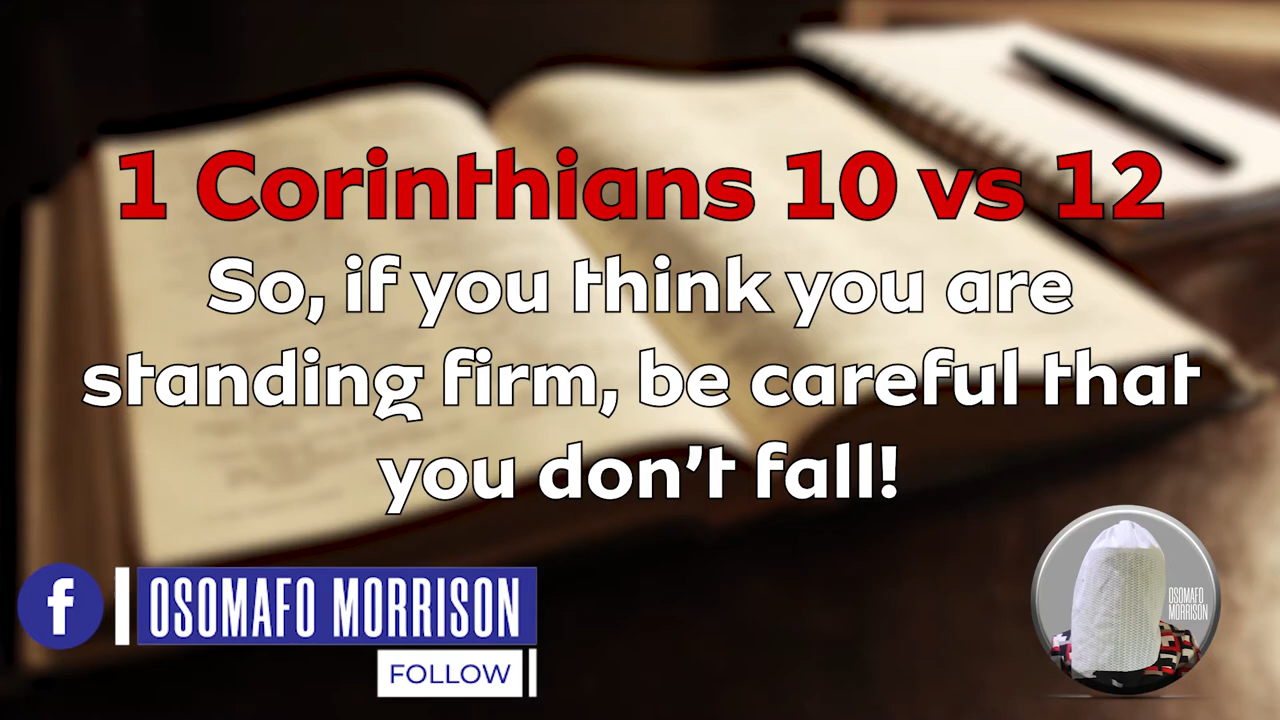 1 Corinthians 10 vs 12
So, if you think you are
standing firm, be careful that
you don’t fall!
f
OSOMAFO MORRISON
FOLLOW
OSOMAFO
MORRISON